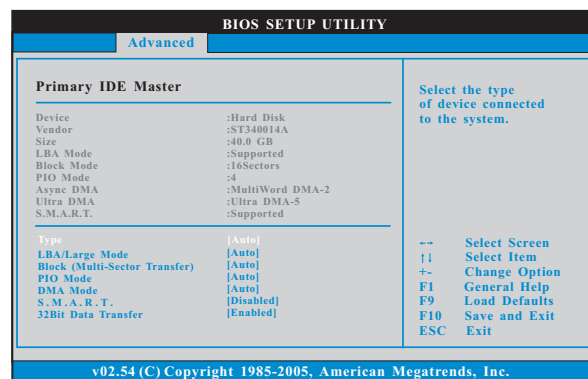 BIOS SETUP UTILITY
Advanced
Primary IDE Master
Device :Hard Disk
Vendor :ST340014A
Size :40.0 GB
LBA Mode :Supported
Block Mode :16Sectors
PIO Mode :4
Async DMA :MultiWord DMA-2
Ultra DMA :Ultra DMA-5
S.M.A.R.T. :Supported
Type [Auto]
LBA/Large Mode [Auto]
Block (Multi-Sector Transfer) [Auto]
PIO Mode [Auto]
DMA Mode [Auto]
S.M.A.R.T. [Disabled]
32Bit Data Transfer [Enabled]
Select the type
of device connected
to the system.
←→ Select Screen
↑↓ Select Item
+- Change Option
F1 General Help
F9 Load Defaults
F10 Save and Exit
ESC Exit
v02.54 (C) Copyright 1985-2005, American Megatrends, Inc.